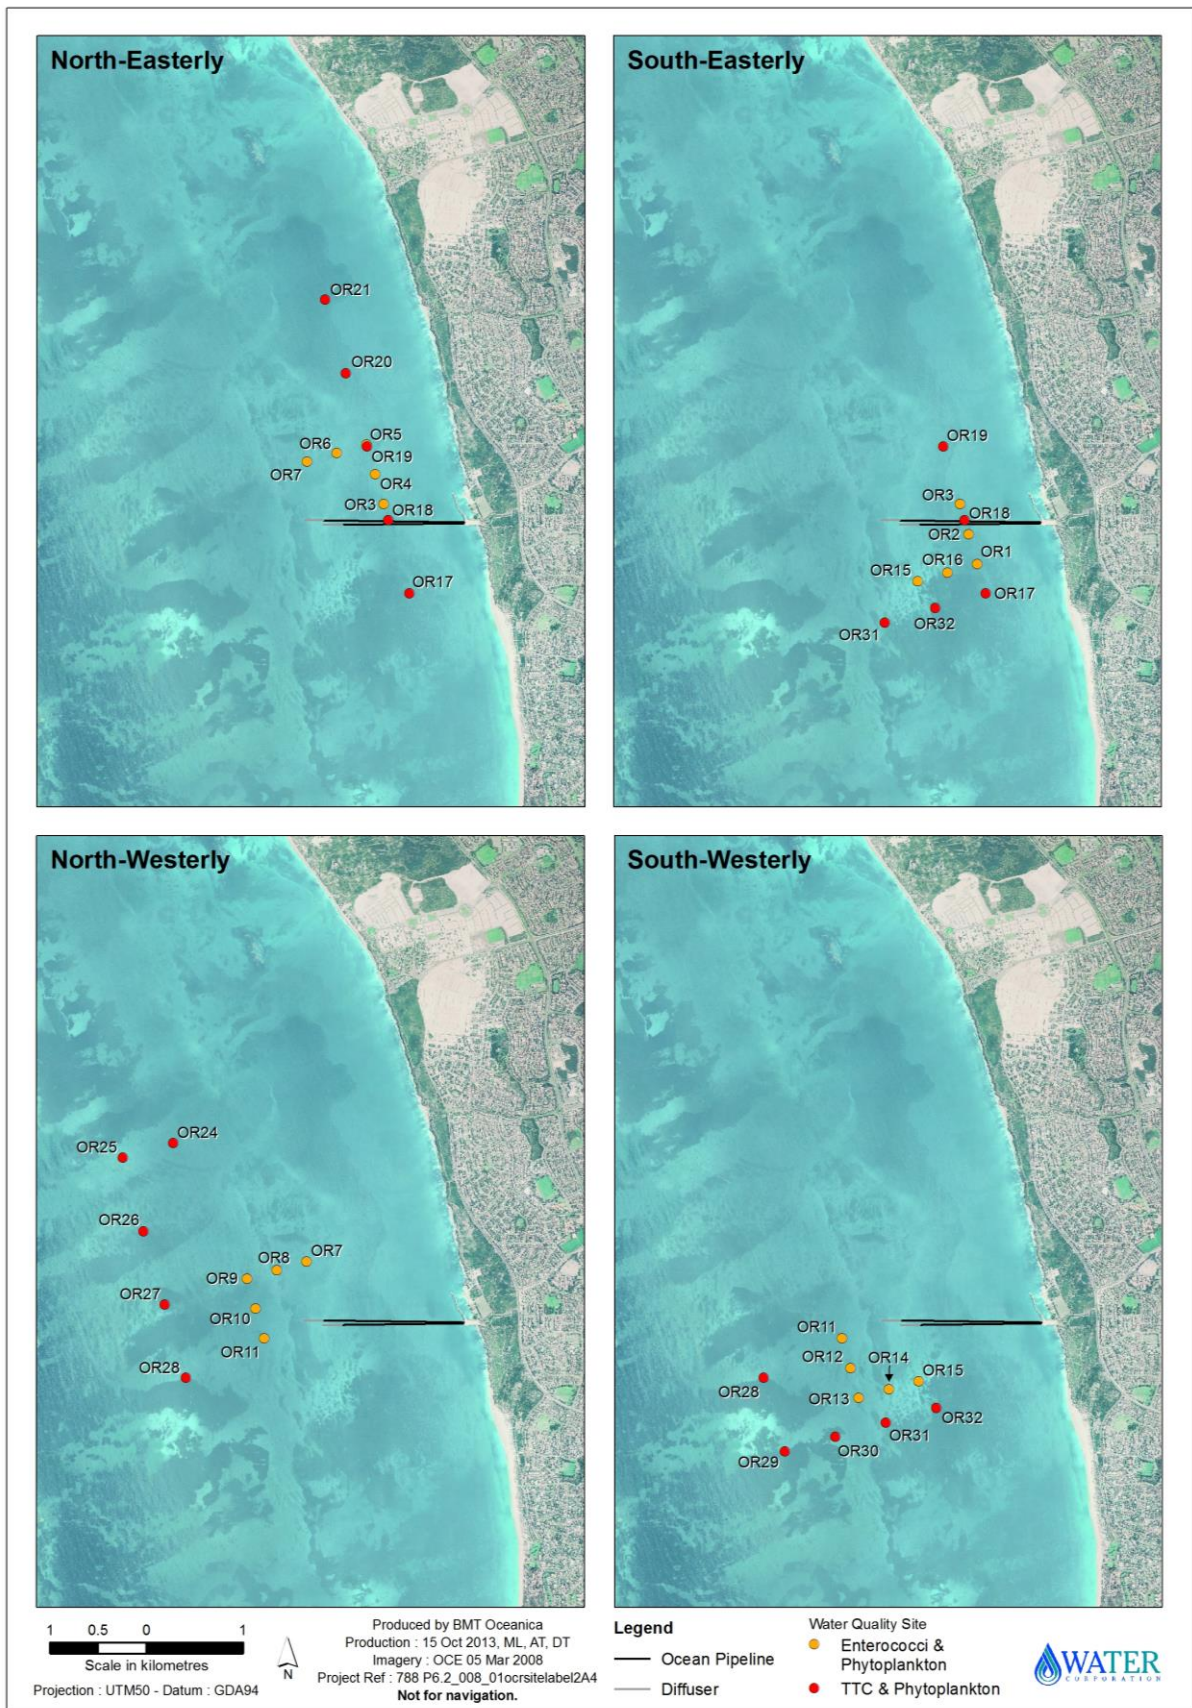 North-Easterly
OR21
OR20
OR5
OR6
OR19
OR7
OR4
OR3
OR18
OR17
South-Easterly
OR19
OR3
OR18
OR2
OR1
OR16
OR15
OR17
OR32
OR31
North-Westerly
OR24
OR25
OR26
OR7
OR8
OR9
OR27
OR10
OR11
OR28
South-Westerly
OR11
OR14
OR12
OR15
OR28
OR13
OR32
OR31
OR30
OR29
1 0.5 0 1
Scale in kilometres
Projection : UTM50 - Datum : GDA94
N
Produced by BMT Oceanica
Production : 15 Oct 2013, ML, AT, DT
Imagery : OCE 05 Mar 2008
Project Ref : 788 P6.2_008_01ocrsitelabel2A4
Not for navigation.
Legend
Ocean Pipeline
Diffuser
Water Quality Site
Enterococci &
Phytoplankton
TTC & Phytoplankton
WATER
CORPORATION